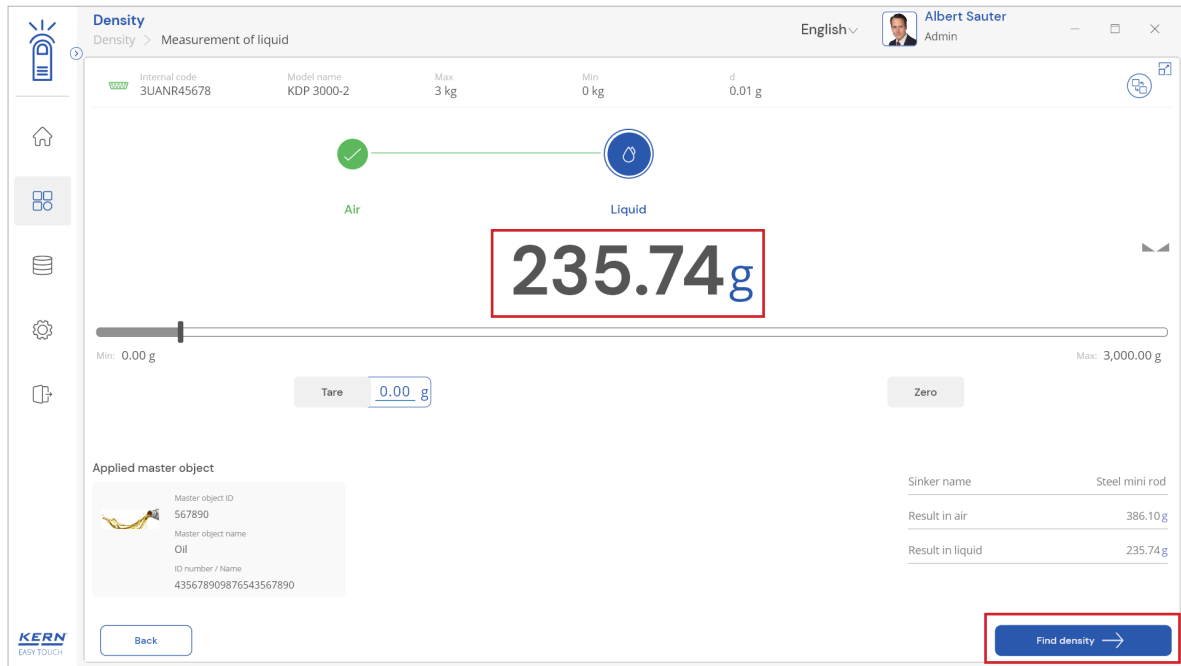 Density
Density > Measurement of liquid
English
Albert Sauter
Admin
Internal code
3UANR45678
Model name
KDP 3000-2
Max
3 kg
Min
0 kg
d
0.01 g
Air
Liquid
235.74 g
Min: 0.00 g
Max: 3,000.00 g
Tare 0.00 g
Zero
Applied master object
Master object ID
567890
Master object name
Oil
ID number / Name
435678909876543567890
Sinker name Steel mini rod
Result in air 386.10 g
Result in liquid 235.74 g
KERN
EASY TOUCH
Back
Find density